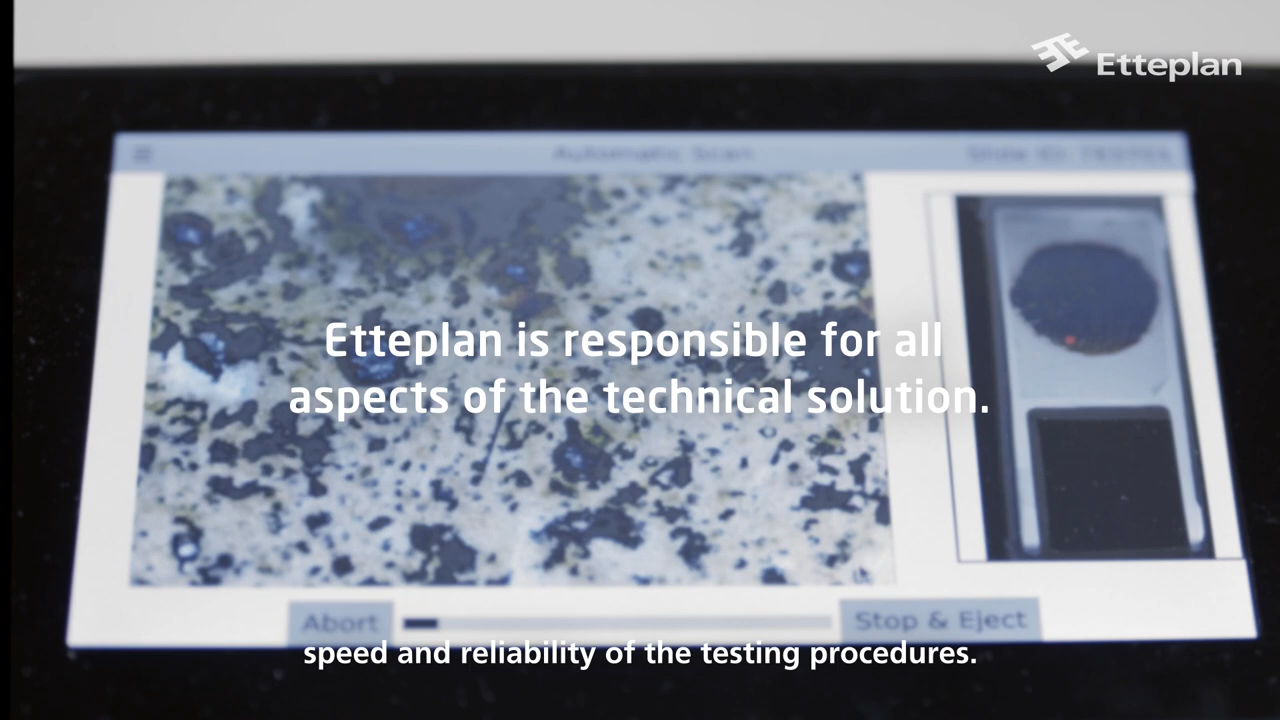 Etteplan
Automatic Scan
Etteplan is responsible for all
aspects of the technical solution.
Abort
Stop & Eject
speed and reliability of the testing procedures.